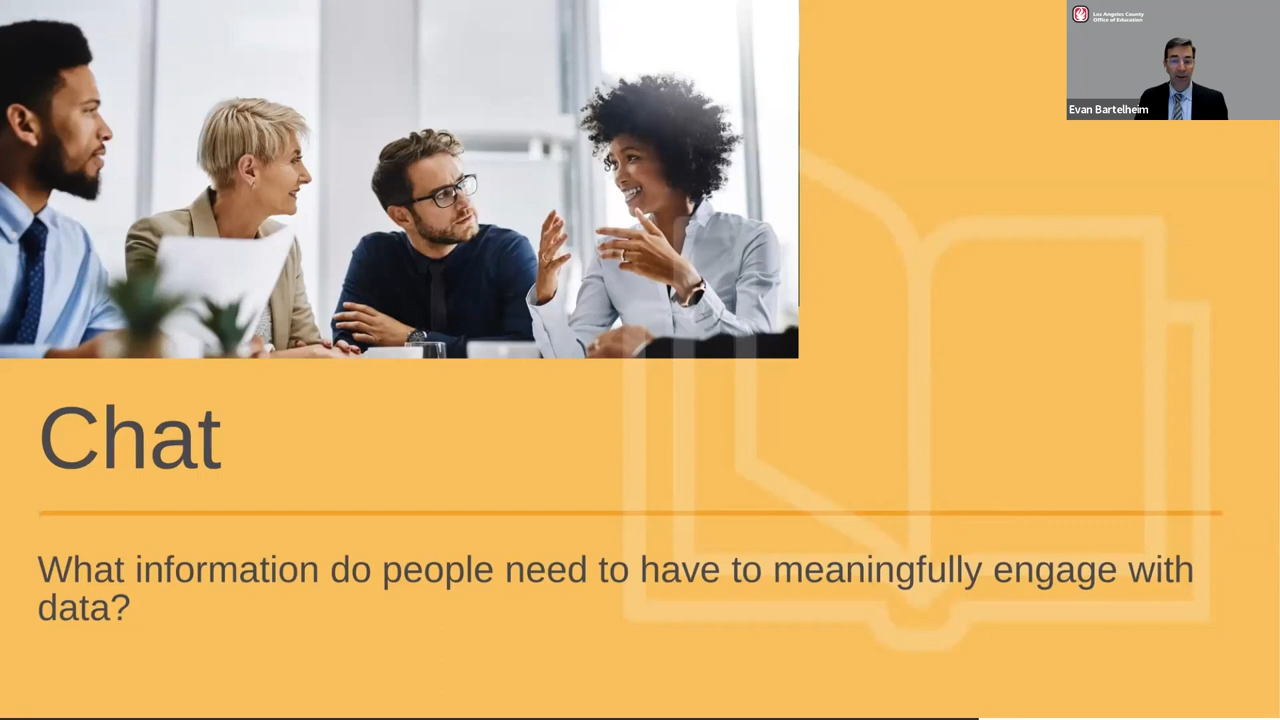 Los Angeles County
Office of Education
Evan Bartelheim
Chat
What information do people need to have to meaningfully engage with
data?